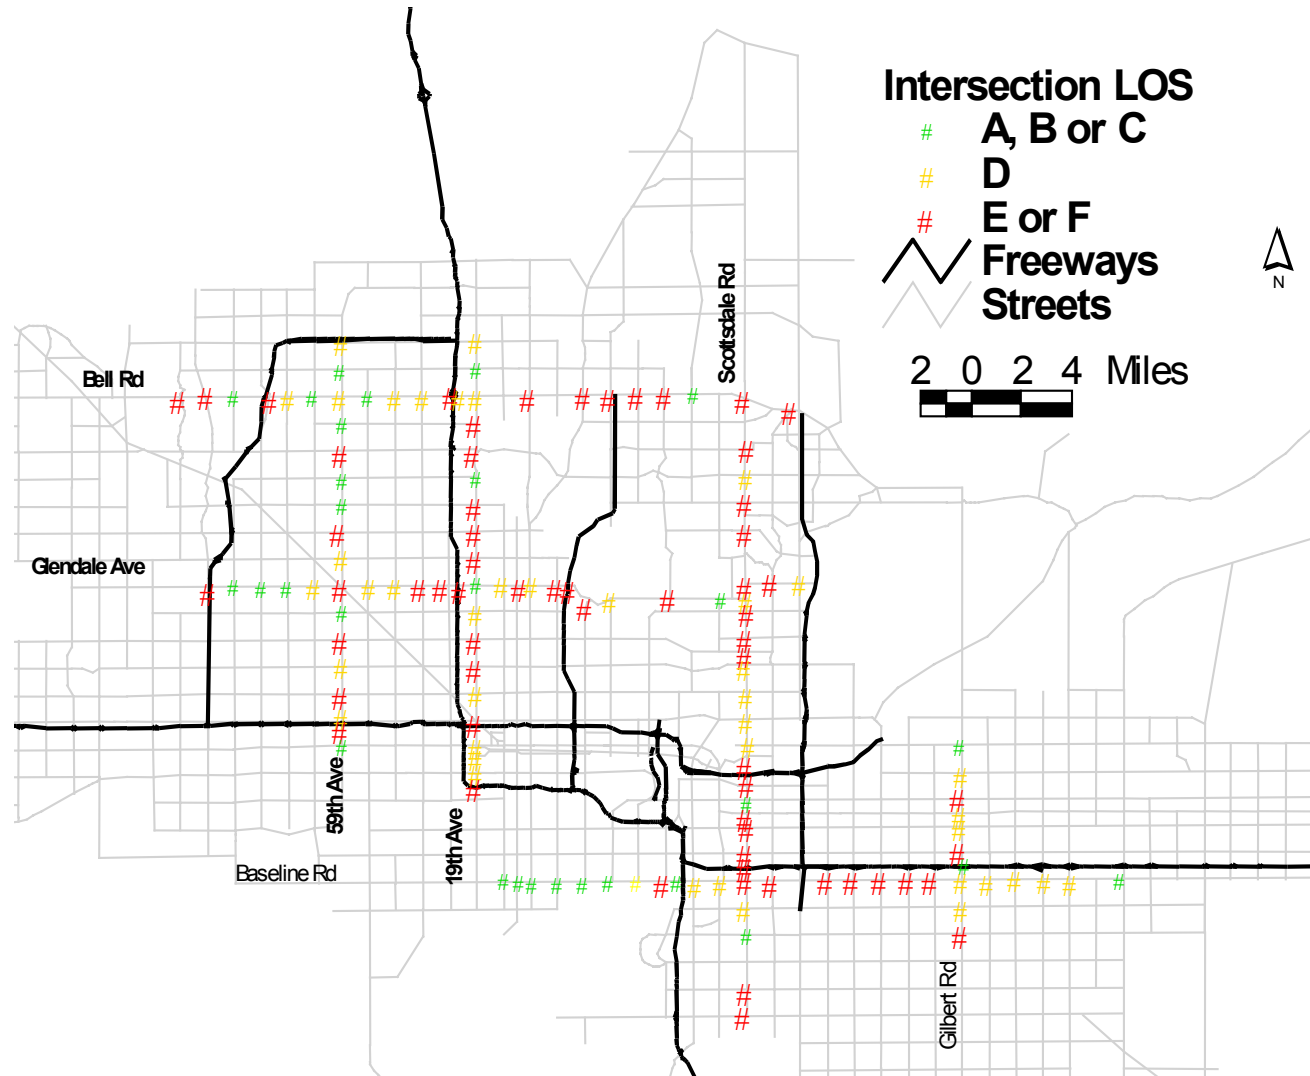 Intersection LOS
# A, B or C
# D
# E or F
Freeways
Streets
N
2 0 2 4 Miles
Scottsdale Rd
Bell Rd
Glendale Ave
59th Ave
19th Ave
Baseline Rd
Gilbert Rd